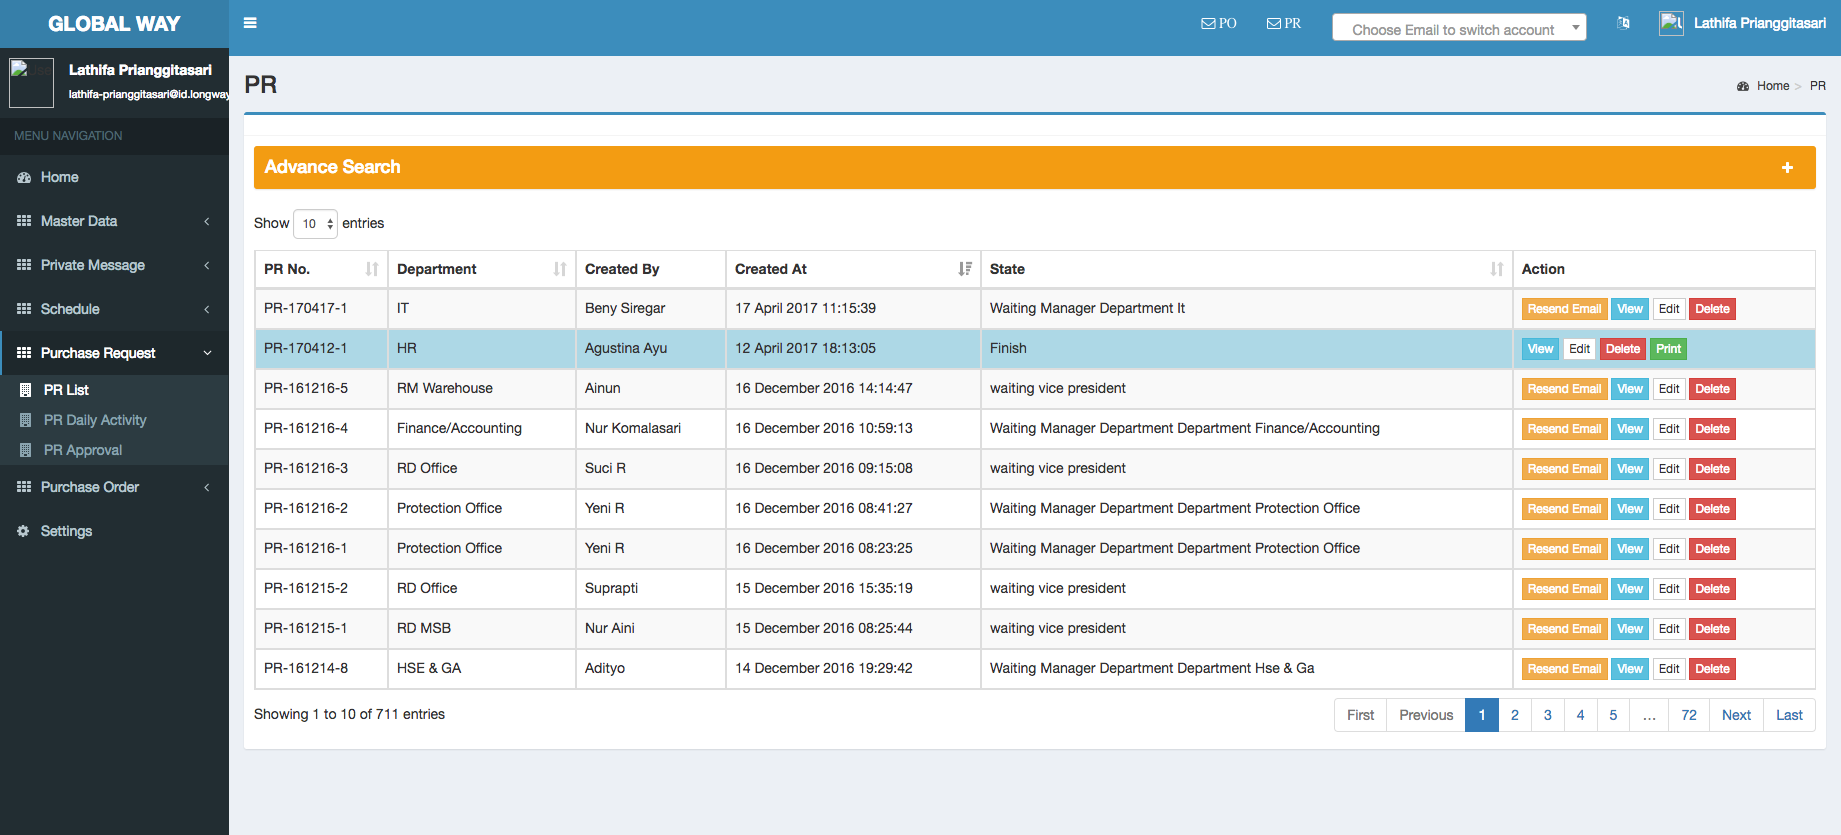 GLOBAL WAY
PO
PR
Choose Email to switch account
Lathifa Prianggitasari
Lathifa Prianggitasari
lathifa-prianggitasari@id.longway
MENU NAVIGATION
Home
Master Data
Private Message
Schedule
Purchase Request
PR List
PR Daily Activity
PR Approval
Purchase Order
Settings
PR
Home > PR
Advance Search +
Show 10 entries
PR No. Department Created By Created At State Action
PR-170417-1 IT Beny Siregar 17 April 2017 11:15:39 Waiting Manager Department It Resend Email View Edit Delete
PR-170412-1 HR Agustina Ayu 12 April 2017 18:13:05 Finish View Edit Delete Print
PR-161216-5 RM Warehouse Ainun 16 December 2016 14:14:47 waiting vice president Resend Email View Edit Delete
PR-161216-4 Finance/Accounting Nur Komalasari 16 December 2016 10:59:13 Waiting Manager Department Department Finance/Accounting Resend Email View Edit Delete
PR-161216-3 RD Office Suci R 16 December 2016 09:15:08 waiting vice president Resend Email View Edit Delete
PR-161216-2 Protection Office Yeni R 16 December 2016 08:41:27 Waiting Manager Department Department Protection Office Resend Email View Edit Delete
PR-161216-1 Protection Office Yeni R 16 December 2016 08:23:25 Waiting Manager Department Department Protection Office Resend Email View Edit Delete
PR-161215-2 RD Office Suprapti 15 December 2016 15:35:19 waiting vice president Resend Email View Edit Delete
PR-161215-1 RD MSB Nur Aini 15 December 2016 08:25:44 waiting vice president Resend Email View Edit Delete
PR-161214-8 HSE & GA Adityo 14 December 2016 19:29:42 Waiting Manager Department Department Hse & Ga Resend Email View Edit Delete
Showing 1 to 10 of 711 entries
First Previous 1 2 3 4 5 … 72 Next Last